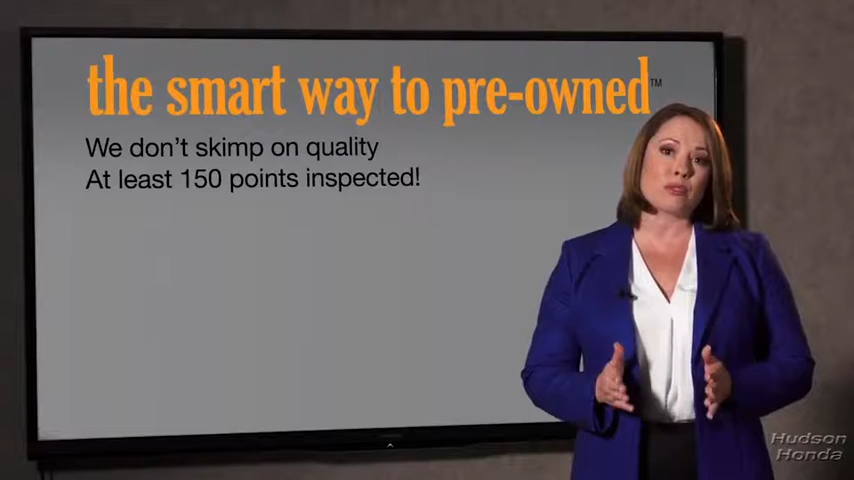 the smart way to pre-owned™
We don't skimp on quality
At least 150 points inspected!
Hudson
Honda